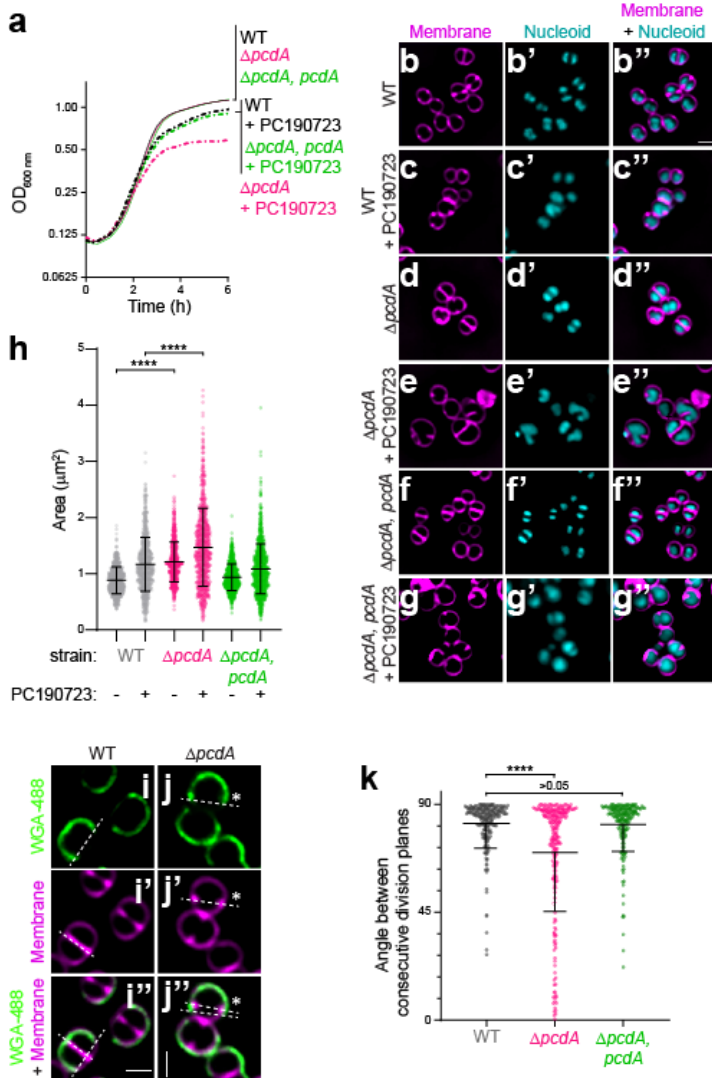 a
WT
ΔpcdA
ΔpcdA, pcdA
WT
+ PC190723
ΔpcdA, pcdA
+ PC190723
ΔpcdA
+ PC190723
OD600 nm
1.00
0.50
0.25
0.125
0.0625
0
2
4
6
Time (h)
Membrane
Nucleoid
Membrane
+ Nucleoid
WT
b
b'
b''
WT
+ PC190723
c
c'
c''
ΔpcdA
d
d'
d''
ΔpcdA
+ PC190723
e
e'
e''
ΔpcdA, pcdA
f
f'
f''
ΔpcdA, pcdA
+ PC190723
g
g'
g''
h
Area (μm²)
5
4
3
2
1
0
****
****
strain:
WT
ΔpcdA
ΔpcdA,
pcdA
PC190723:
- + - + - +
WT
ΔpcdA
WGA-488
i
j
*
Membrane
i'
j'
*
WGA-488
+ Membrane
i''
j''
*
k
****
>0.05
Angle between
consecutive division planes
90
45
0
WT
ΔpcdA
ΔpcdA,
pcdA